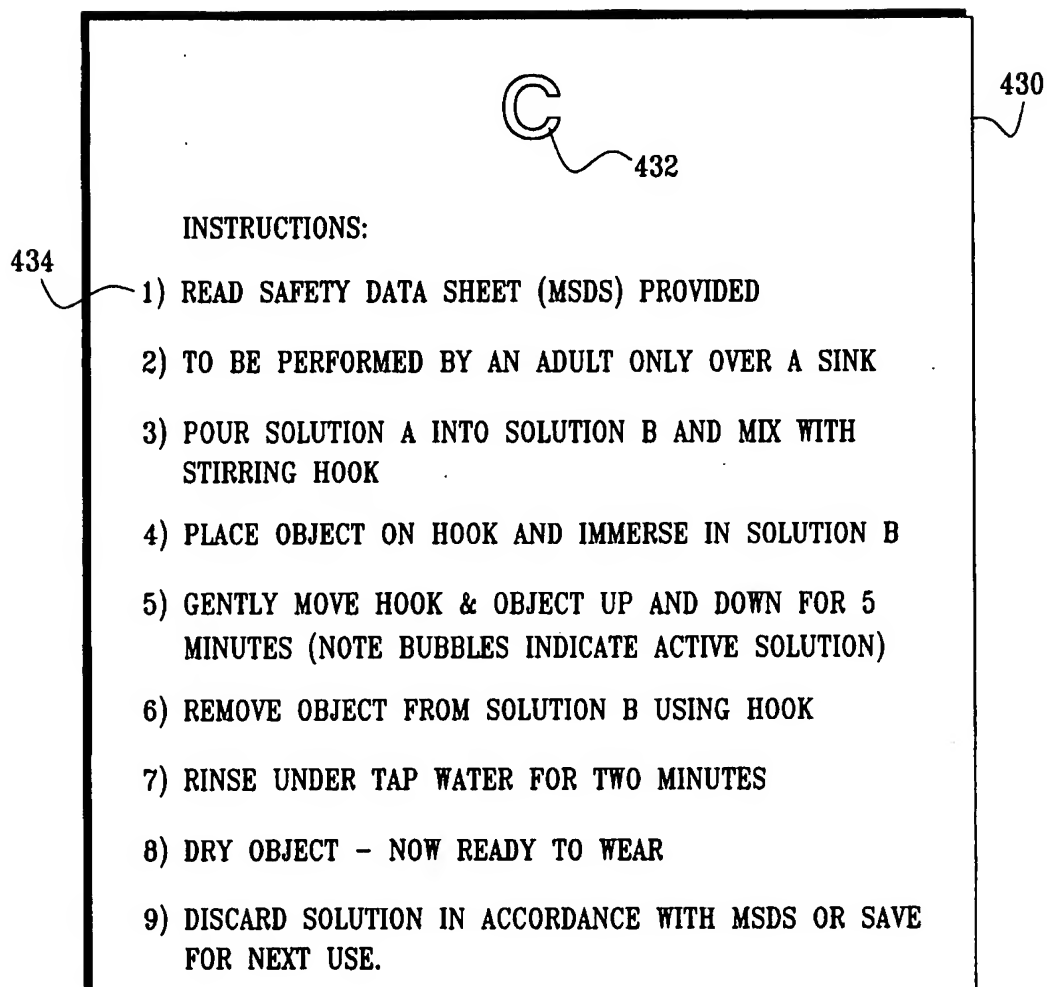 C
430
432
INSTRUCTIONS:
434
1) READ SAFETY DATA SHEET (MSDS) PROVIDED
2) TO BE PERFORMED BY AN ADULT ONLY OVER A SINK
3) POUR SOLUTION A INTO SOLUTION B AND MIX WITH
STIRRING HOOK
4) PLACE OBJECT ON HOOK AND IMMERSE IN SOLUTION B
5) GENTLY MOVE HOOK & OBJECT UP AND DOWN FOR 5
MINUTES (NOTE BUBBLES INDICATE ACTIVE SOLUTION)
6) REMOVE OBJECT FROM SOLUTION B USING HOOK
7) RINSE UNDER TAP WATER FOR TWO MINUTES
8) DRY OBJECT – NOW READY TO WEAR
9) DISCARD SOLUTION IN ACCORDANCE WITH MSDS OR SAVE
FOR NEXT USE.